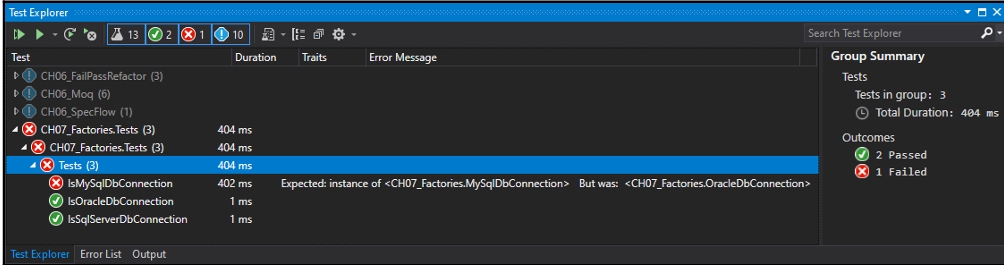 Test Explorer
13 2 1 10 Search Test Explorer
Test Duration Traits Error Message
CH06_FailPassRefactor (3)
CH06_Moq (6)
CH06_SpecFlow (1)
CH07_Factories.Tests (3) 404 ms
CH07_Factories.Tests (3) 404 ms
Tests (3) 404 ms
IsMySqlDbConnection 402 ms Expected: instance of <CH07_Factories.MySqlDbConnection> But was: <CH07_Factories.OracleDbConnection>
IsOracleDbConnection 1 ms
IsSqlServerDbConnection 1 ms
Group Summary
Tests
Tests in group: 3
Total Duration: 404 ms
Outcomes
2 Passed
1 Failed
Test Explorer Error List Output